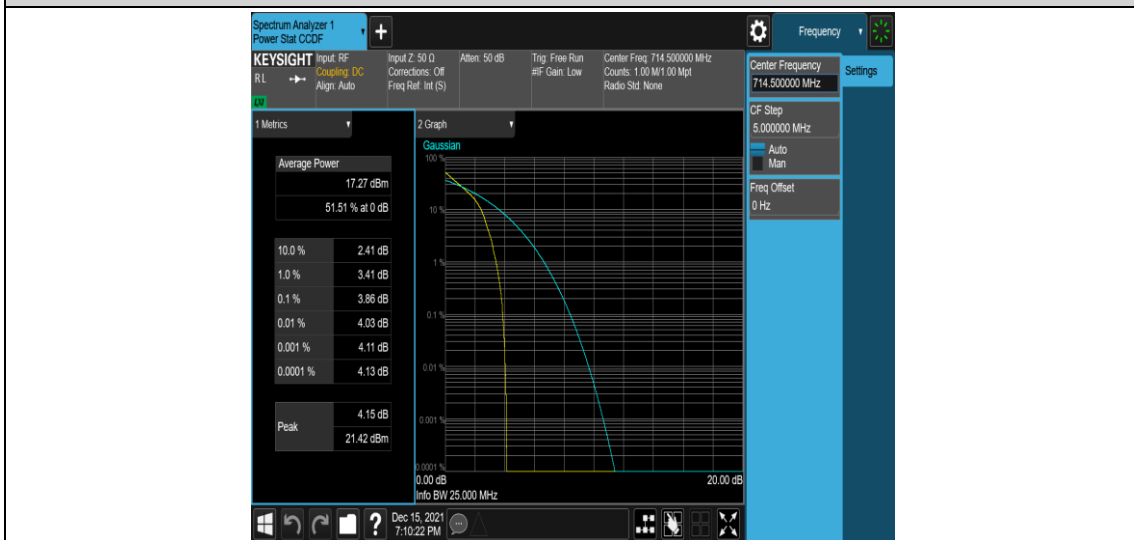 Spectrum Analyzer 1
Power Stat CCDF
+
Frequency
KEYSIGHT
RL
LXI
Input: RF
Coupling: DC
Align: Auto
Input Z: 50 Ω
Corrections: Off
Freq Ref: Int (S)
Atten: 50 dB
Trig: Free Run
#IF Gain: Low
Center Freq: 714.500000 MHz
Counts: 1.00 M/1.00 Mpt
Radio Std: None
Center Frequency
714.500000 MHz
Settings
CF Step
5.000000 MHz
Auto
Man
Freq Offset
0 Hz
1 Metrics
Average Power
17.27 dBm
51.51 % at 0 dB
10.0 % 2.41 dB
1.0 % 3.41 dB
0.1 % 3.86 dB
0.01 % 4.03 dB
0.001 % 4.11 dB
0.0001 % 4.13 dB
Peak
4.15 dB
21.42 dBm
2 Graph
Gaussian
100 %
10 %
1 %
0.1 %
0.01 %
0.001 %
0.0001 %
0.00 dB 20.00 dB
Info BW 25.000 MHz
?
Dec 15, 2021
7:10:22 PM